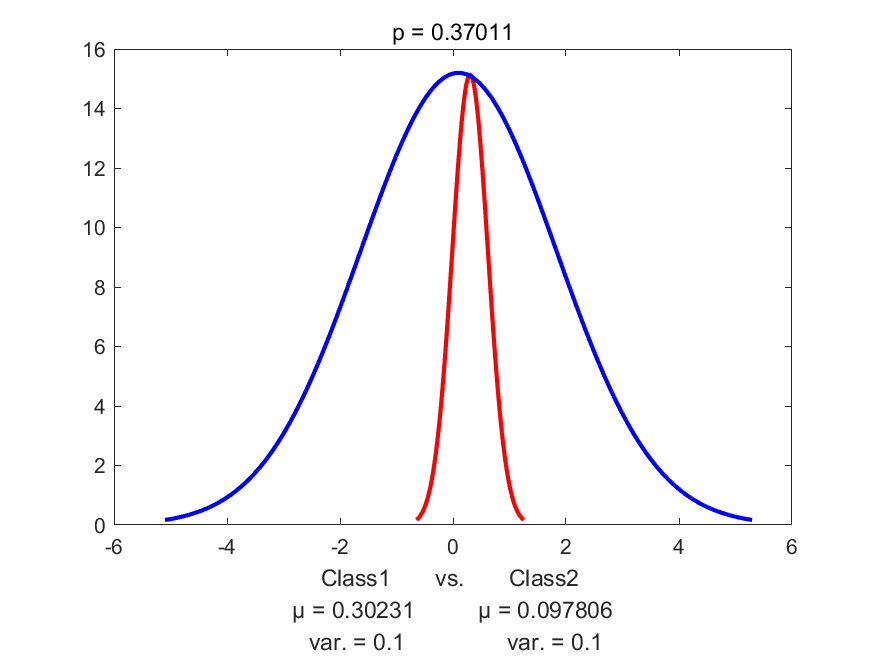 p = 0.37011
16
14
12
10
8
6
4
2
0
-6 -4 -2 0 2 4 6
Class1 vs. Class2
μ = 0.30231 μ = 0.097806
var. = 0.1 var. = 0.1